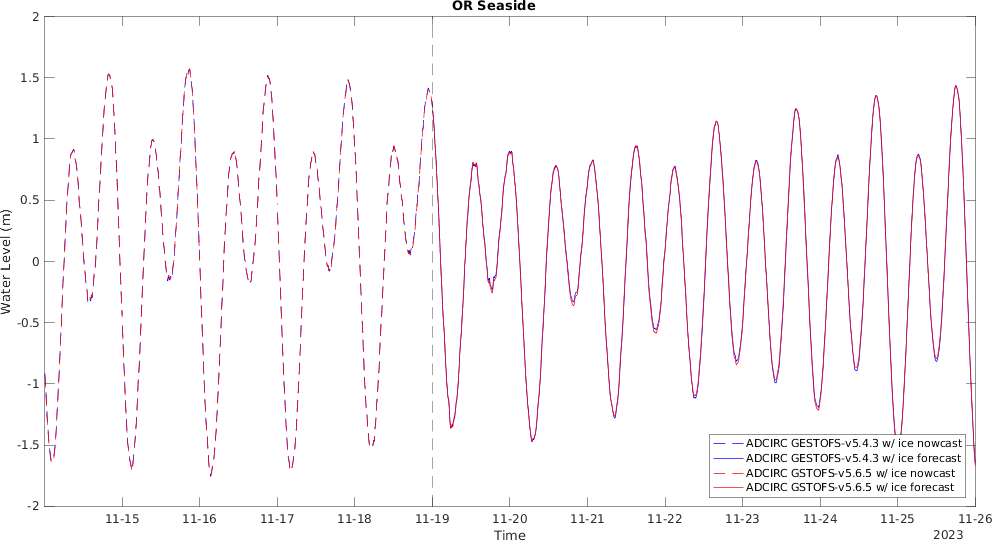 OR Seaside
2
1.5
1
0.5
0
-0.5
-1
-1.5
-2
Water Level (m)
11-15 11-16 11-17 11-18 11-19 11-20 11-21 11-22 11-23 11-24 11-25 11-26
Time
2023
ADCIRC GESTOFS-v5.4.3 w/ ice nowcast
ADCIRC GESTOFS-v5.4.3 w/ ice forecast
ADCIRC GSTOFS-v5.6.5 w/ ice nowcast
ADCIRC GSTOFS-v5.6.5 w/ ice forecast